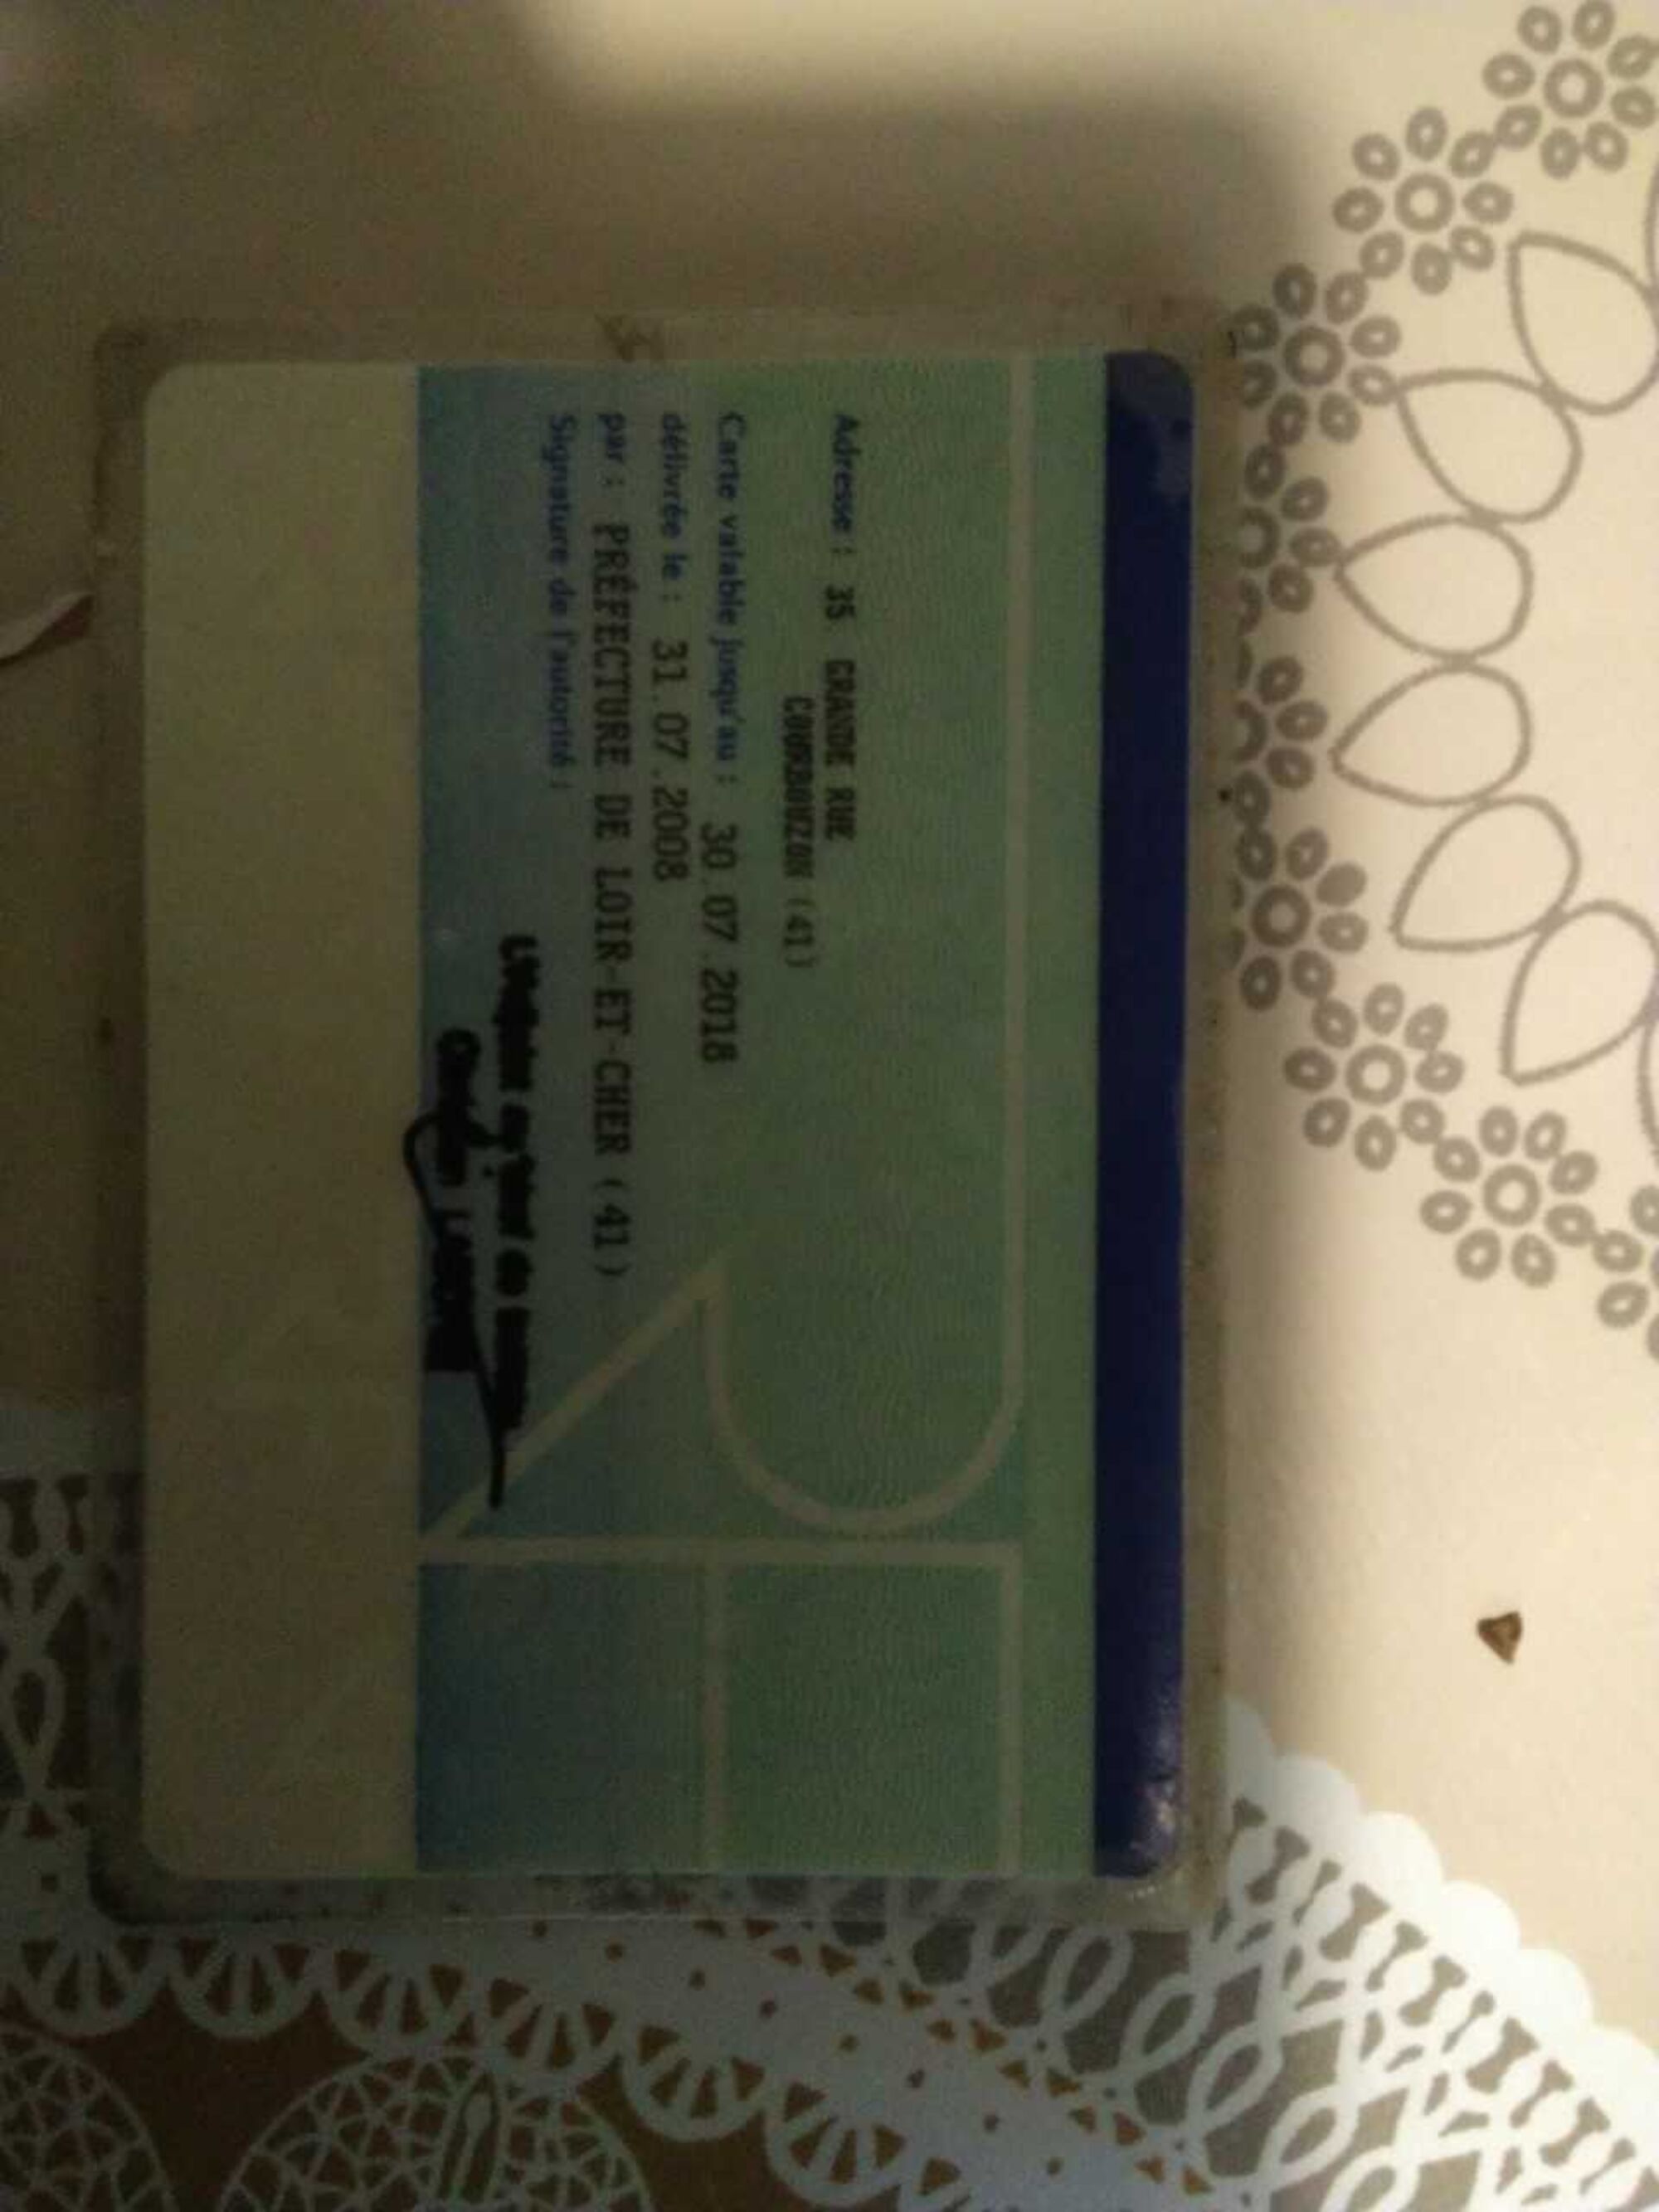 Adresse : 35 GRANDE RUE
COURBOUZON (41)
Carte valable jusqu'au : 30.07.2018
délivrée le : 31.07.2008
par : PRÉFECTURE DE LOIR-ET-CHER (41)
Signature de l'autorité :